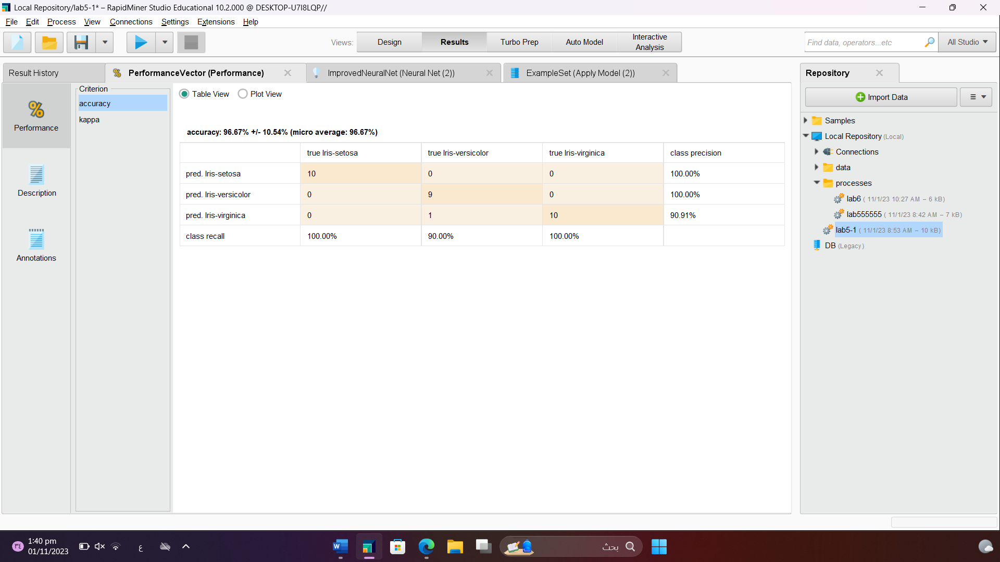 Local Repository/lab5-1* – RapidMiner Studio Educational 10.2.000 @ DESKTOP-U7I8LQP//
File Edit Process View Connections Settings Extensions Help
Views: Design Results Turbo Prep Auto Model Interactive Analysis
Find data, operators...etc All Studio
Result History
PerformanceVector (Performance)
ImprovedNeuralNet (Neural Net (2))
ExampleSet (Apply Model (2))
Performance
Description
Annotations
Criterion
accuracy
kappa
Table View Plot View
accuracy: 96.67% +/- 10.54% (micro average: 96.67%)
true Iris-setosa true Iris-versicolor true Iris-virginica class precision
pred. Iris-setosa 10 0 0 100.00%
pred. Iris-versicolor 0 9 0 100.00%
pred. Iris-virginica 0 1 10 90.91%
class recall 100.00% 90.00% 100.00%
Repository
Import Data
Samples
Local Repository (Local)
Connections
data
processes
lab6 ( 11/1/23 10:27 AM – 6 kB)
lab555555 ( 11/1/23 8:42 AM – 7 kB)
lab5-1 ( 11/1/23 8:53 AM – 10 kB)
DB (Legacy)
٣٤
1:40 pm
01/11/2023
ع
W
بحث